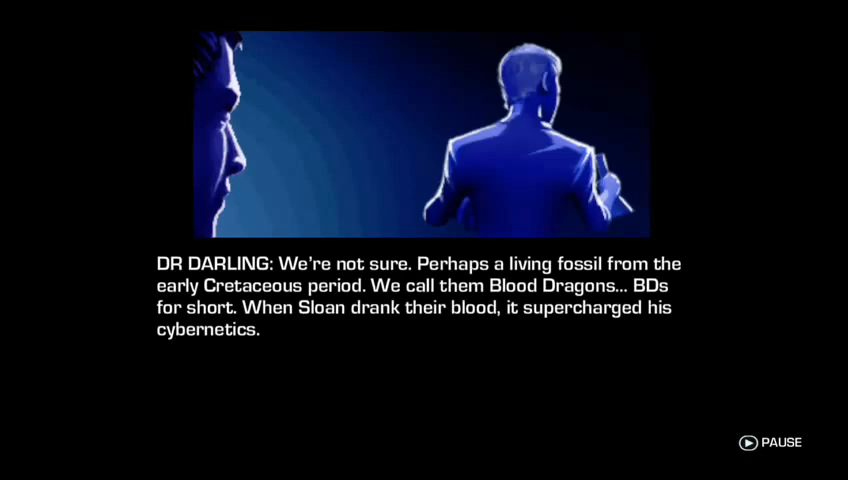 DR DARLING: We're not sure. Perhaps a living fossil from the
early Cretaceous period. We call them Blood Dragons... BDs
for short. When Sloan drank their blood, it supercharged his
cybernetics.
PAUSE